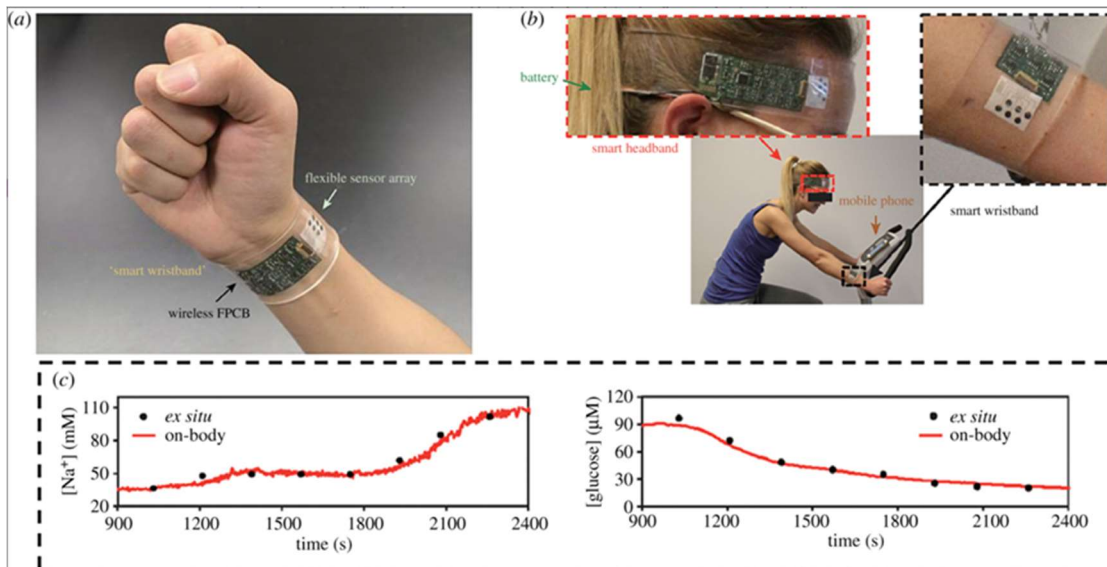 (a)
flexible sensor array
'smart wristband'
wireless FPCB
(b)
battery
smart headband
mobile phone
smart wristband
(c)
110
80
50
20
[Na⁺] (mM)
ex situ
on-body
900 1200 1500 1800 2100 2400
time (s)
120
90
60
30
0
[glucose] (µM)
ex situ
on-body
900 1200 1500 1800 2100 2400
time (s)